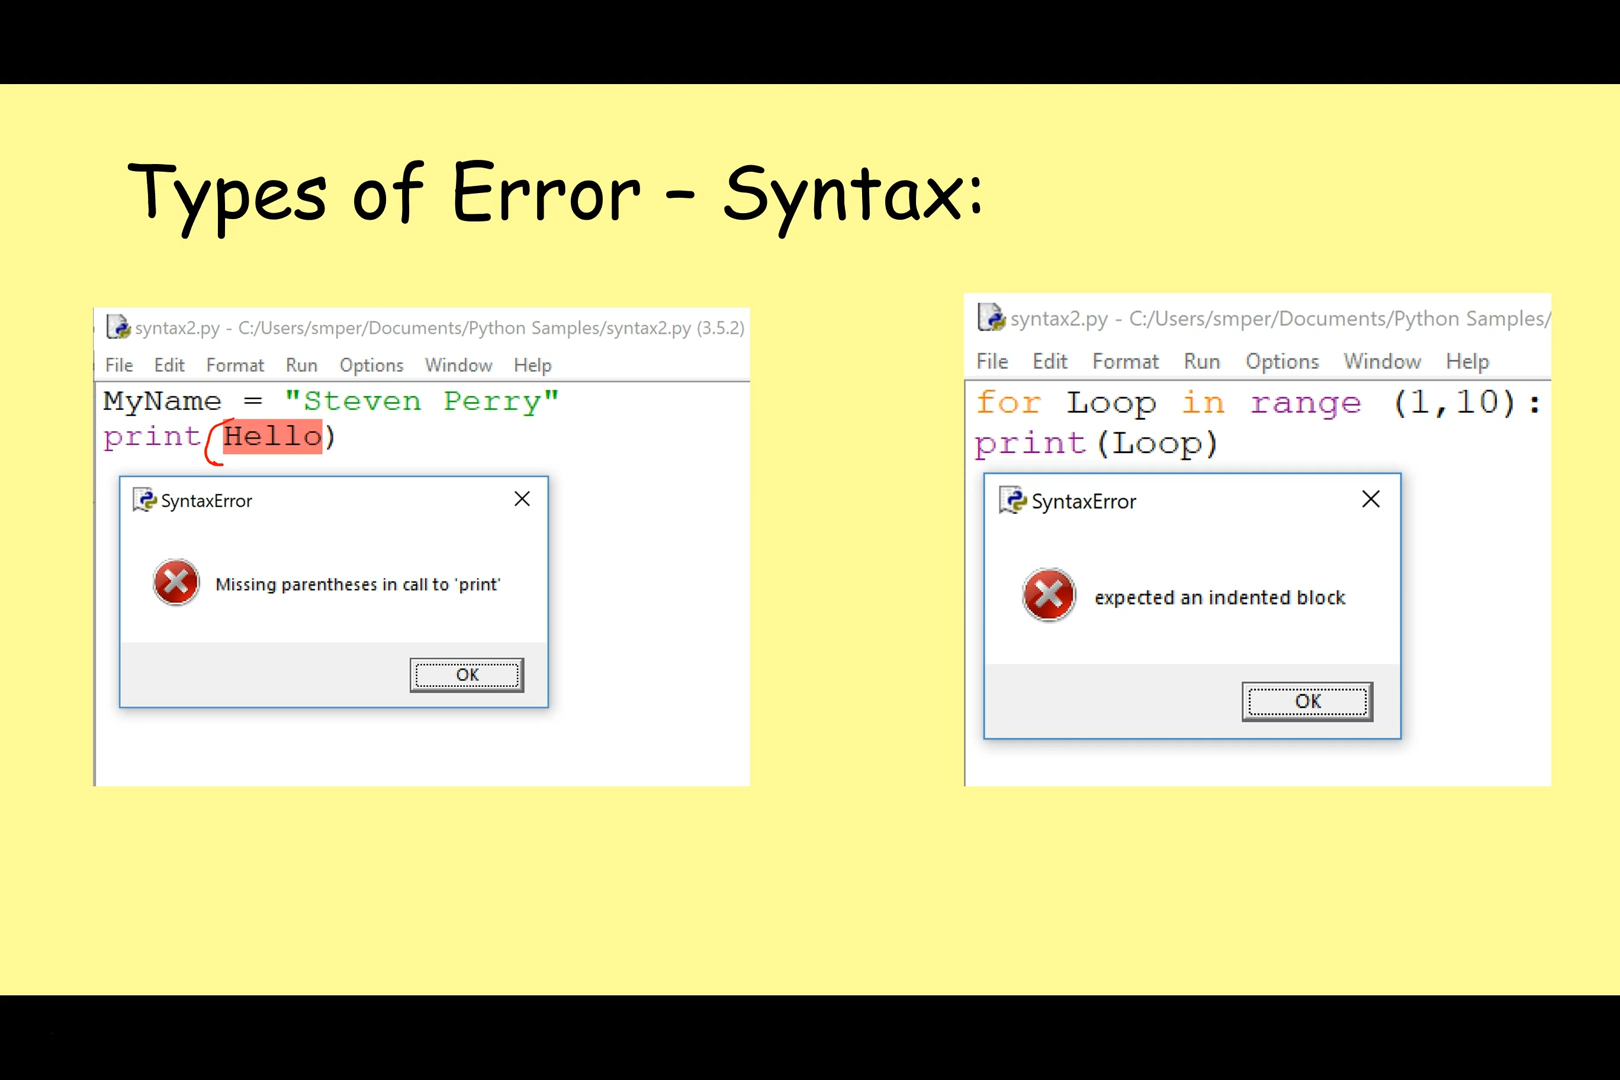 Types of Error – Syntax:
syntax2.py - C:/Users/smper/Documents/Python Samples/syntax2.py (3.5.2)
File Edit Format Run Options Window Help
MyName = "Steven Perry"
print (Hello)
SyntaxError
Missing parentheses in call to 'print'
OK
syntax2.py - C:/Users/smper/Documents/Python Samples/
File Edit Format Run Options Window Help
for Loop in range (1,10):
print(Loop)
SyntaxError
expected an indented block
OK